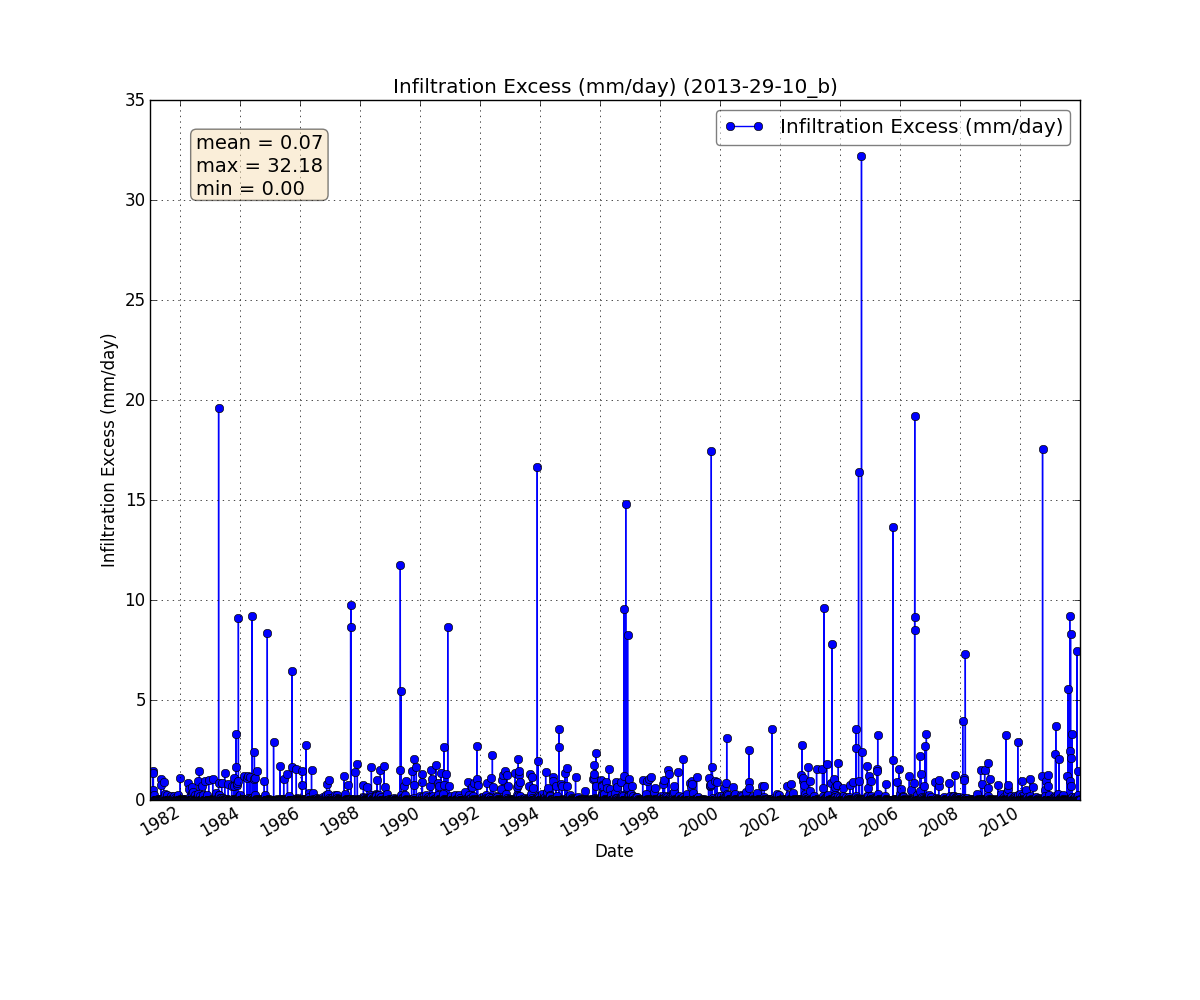 Infiltration Excess (mm/day) (2013-29-10_b)
35
30
25
20
15
10
5
0
Infiltration Excess (mm/day)
mean = 0.07
max = 32.18
min = 0.00
Infiltration Excess (mm/day)
1982 1984 1986 1988 1990 1992 1994 1996 1998 2000 2002 2004 2006 2008 2010
Date